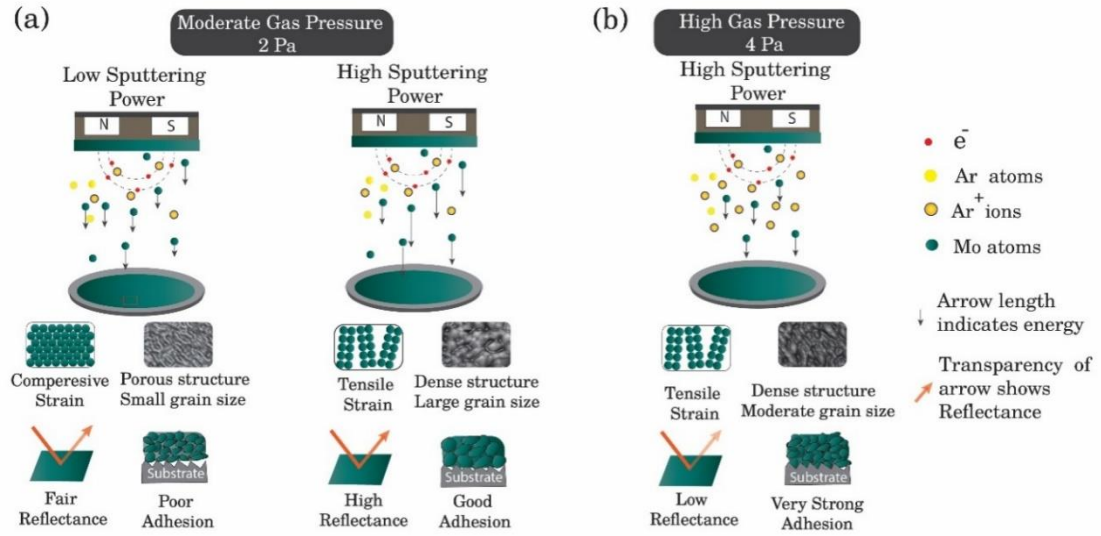 (a)
Moderate Gas Pressure
2 Pa
Low Sputtering
Power
N S
High Sputtering
Power
N S
Comperesive
Strain
Porous structure
Small grain size
Tensile
Strain
Dense structure
Large grain size
Fair
Reflectance
Substrate
Poor
Adhesion
High
Reflectance
Substrate
Good
Adhesion
(b)
High Gas Pressure
4 Pa
High Sputtering
Power
N S
Tensile
Strain
Dense structure
Moderate grain size
Low
Reflectance
Substrate
Very Strong
Adhesion
e⁻
Ar atoms
Ar⁺ ions
Mo atoms
Arrow length
indicates energy
Transparency of
arrow shows
Reflectance